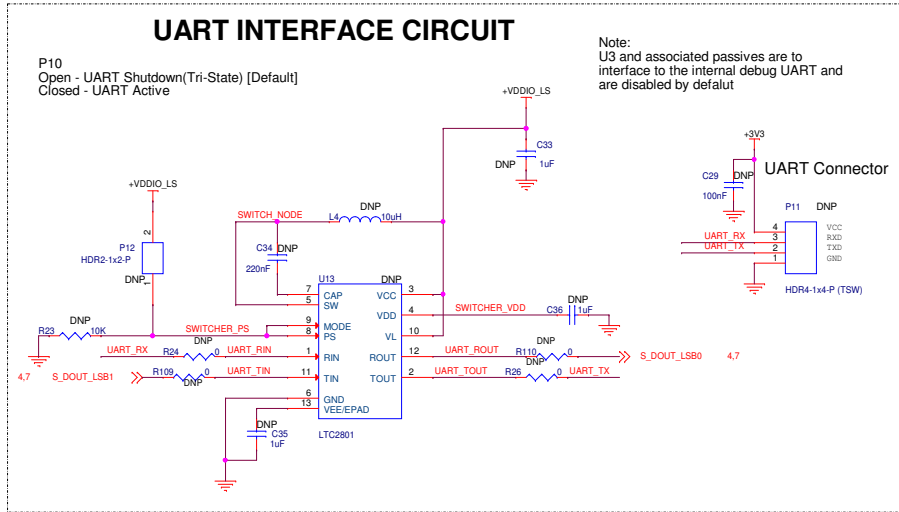 UART INTERFACE CIRCUIT
P10
Open - UART Shutdown(Tri-State) [Default]
Closed - UART Active
Note:
U3 and associated passives are to
interface to the internal debug UART and
are disabled by defalut
+VDDIO_LS
C33
DNP
1uF
+3V3
UART Connector
C29
DNP
100nF
P11
DNP
4
VCC
UART_RX
3
RXD
UART_TX
2
TXD
1
GND
HDR4-1x4-P (TSW)
+VDDIO_LS
2
P12
HDR2-1x2-P
DNP
1
SWITCH_NODE
DNP
L4
10uH
C34
DNP
220nF
U13
DNP
7
CAP
VCC
3
5
SW
VDD
4
SWITCHER_VDD
C36
DNP
1uF
9
MODE
8
PS
VL
10
R23
DNP
10K
SWITCHER_PS
UART_RX
R24
DNP
0
UART_RIN
1
RIN
ROUT
12
UART_ROUT
R110
DNP
0
S_DOUT_LSB0
4,7
4,7
S_DOUT_LSB1
R109
DNP
0
UART_TIN
11
TIN
TOUT
2
UART_TOUT
R26
DNP
0
UART_TX
6
GND
13
VEE/EPAD
LTC2801
DNP
C35
1uF